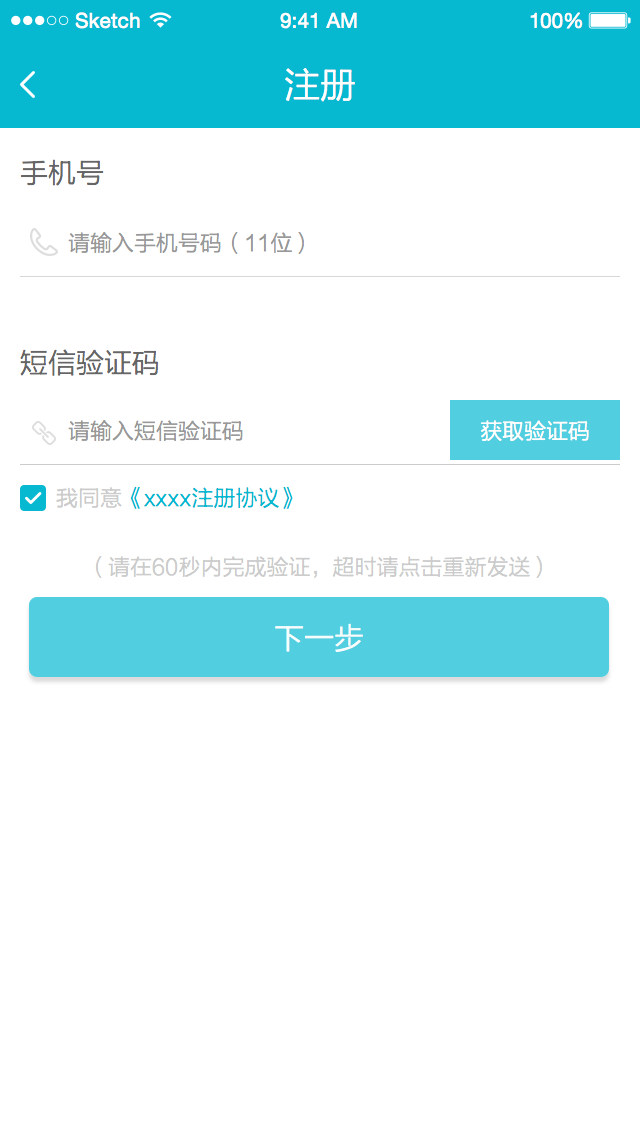 Sketch 9:41 AM 100%
注册
手机号
请输入手机号码（11位）
短信验证码
请输入短信验证码 获取验证码
我同意《xxxx注册协议》
（请在60秒内完成验证，超时请点击重新发送）
下一步